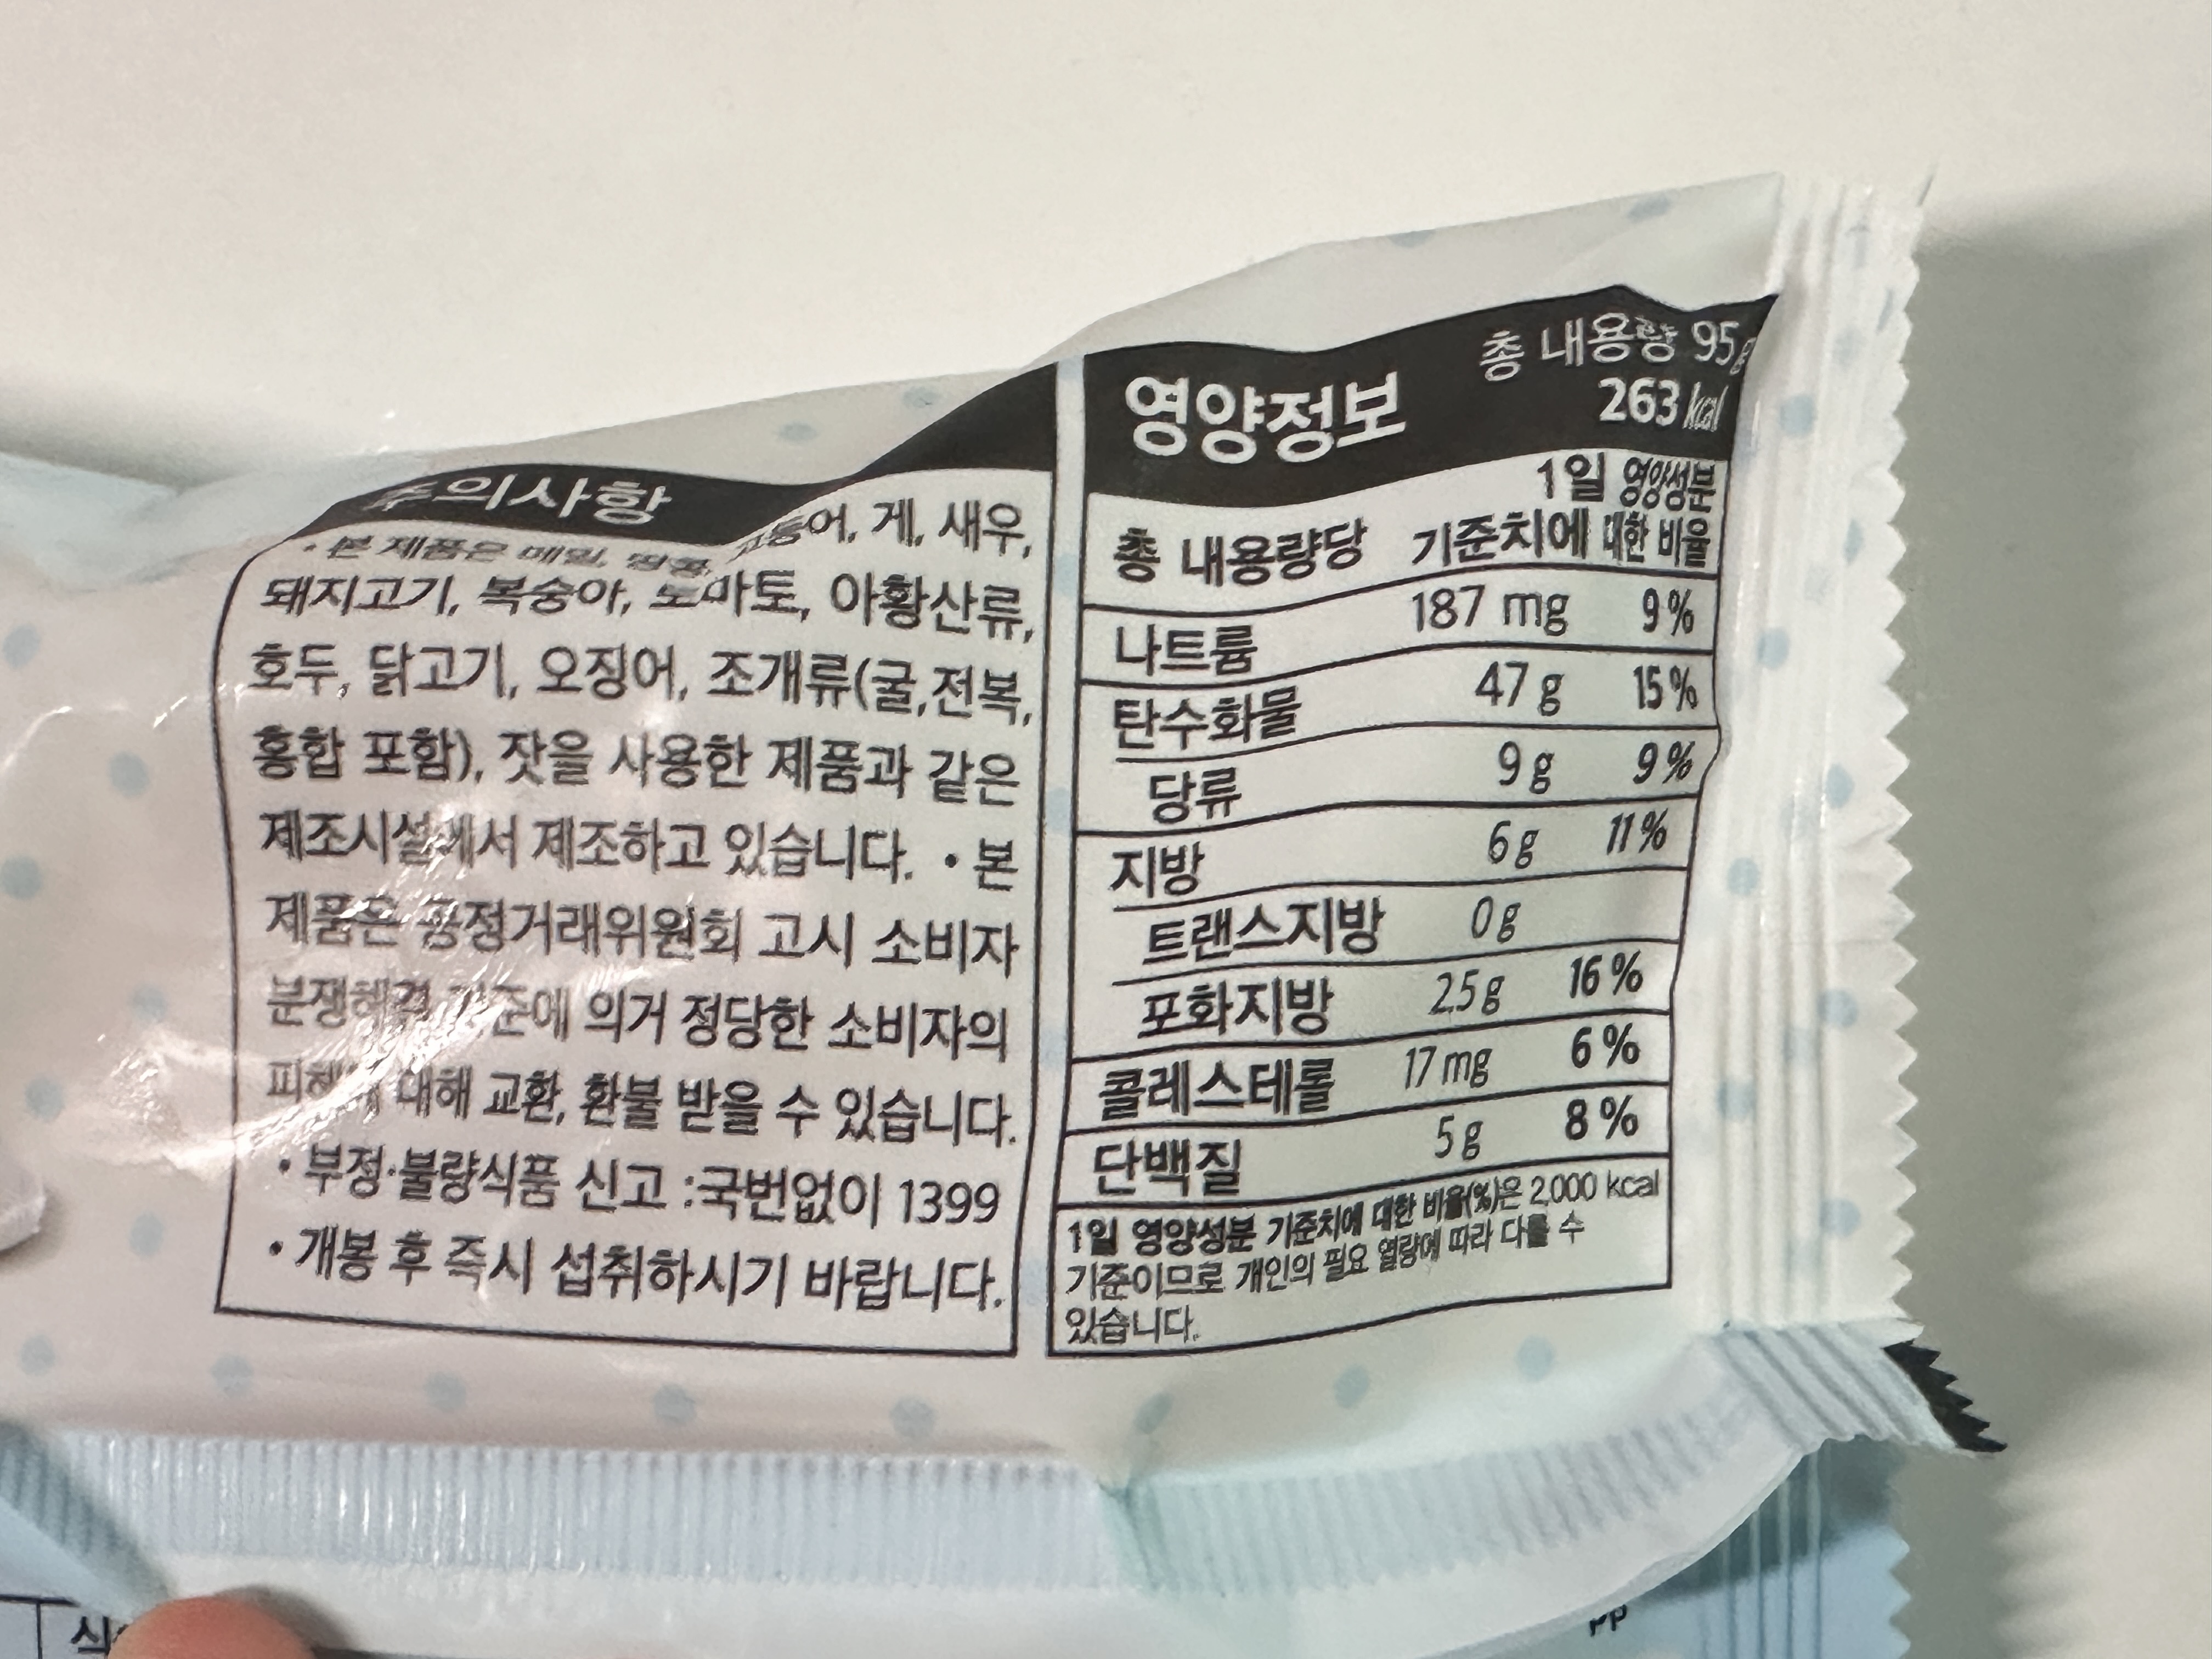 주의사항
• 본 제품은 메밀, 땅콩, 고등어, 게, 새우,
돼지고기, 복숭아, 토마토, 아황산류,
호두, 닭고기, 오징어, 조개류(굴,전복,
홍합 포함), 잣을 사용한 제품과 같은
제조시설에서 제조하고 있습니다. • 본
제품은 공정거래위원회 고시 소비자
분쟁해결 기준에 의거 정당한 소비자의
피해에 대해 교환, 환불 받을 수 있습니다.
• 부정·불량식품 신고 :국번없이 1399
• 개봉 후 즉시 섭취하시기 바랍니다.
영양정보
총 내용량 95g
263 kcal
총 내용량당
1일 영양성분
기준치에 대한 비율
나트륨 187 mg 9%
탄수화물 47 g 15%
당류 9 g 9%
지방 6 g 11%
트랜스지방 0 g
포화지방 2.5 g 16%
콜레스테롤 17 mg 6%
단백질 5 g 8%
1일 영양성분 기준치에 대한 비율(%)은 2,000 kcal
기준이므로 개인의 필요 열량에 따라 다를 수
있습니다.
PP